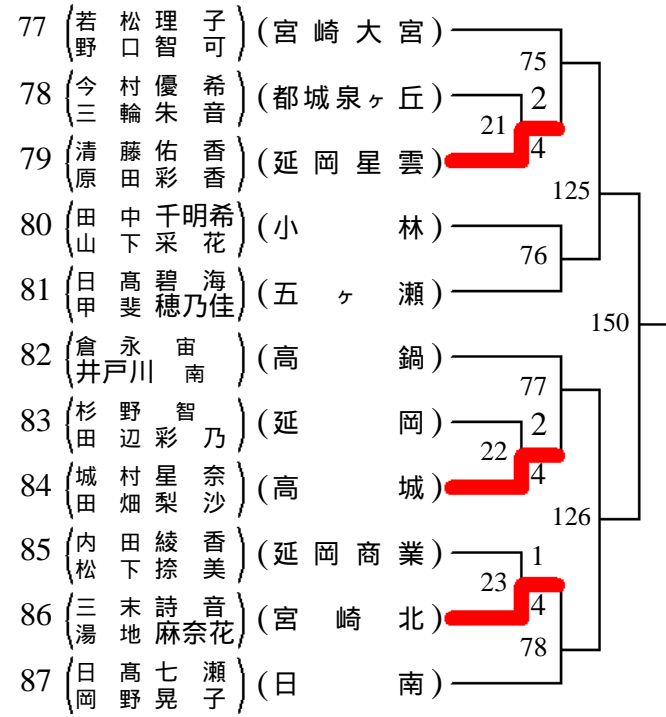 77 若松理子 (宮崎大宮)
野口智可
75
78 今村優希 (都城泉ヶ丘) 2
三輪朱音
21
79 清藤佑香 (延岡星雲) 4
原田彩香
125
80 田中千明希 (小林)
山下采花
76
81 日髙碧海 (五ヶ瀬)
甲斐穂乃佳
150
82 倉永宙 (高鍋)
井戸川南
77
83 杉野智 (延岡) 2
田辺彩乃
22
84 城村星奈 (高城) 4
田畑梨沙
126
85 内田綾香 (延岡商業) 1
松下捺美
23
86 三末詩音 (宮崎北) 4
湯地麻奈花
78
87 日髙七瀬 (日南)
岡野晃子